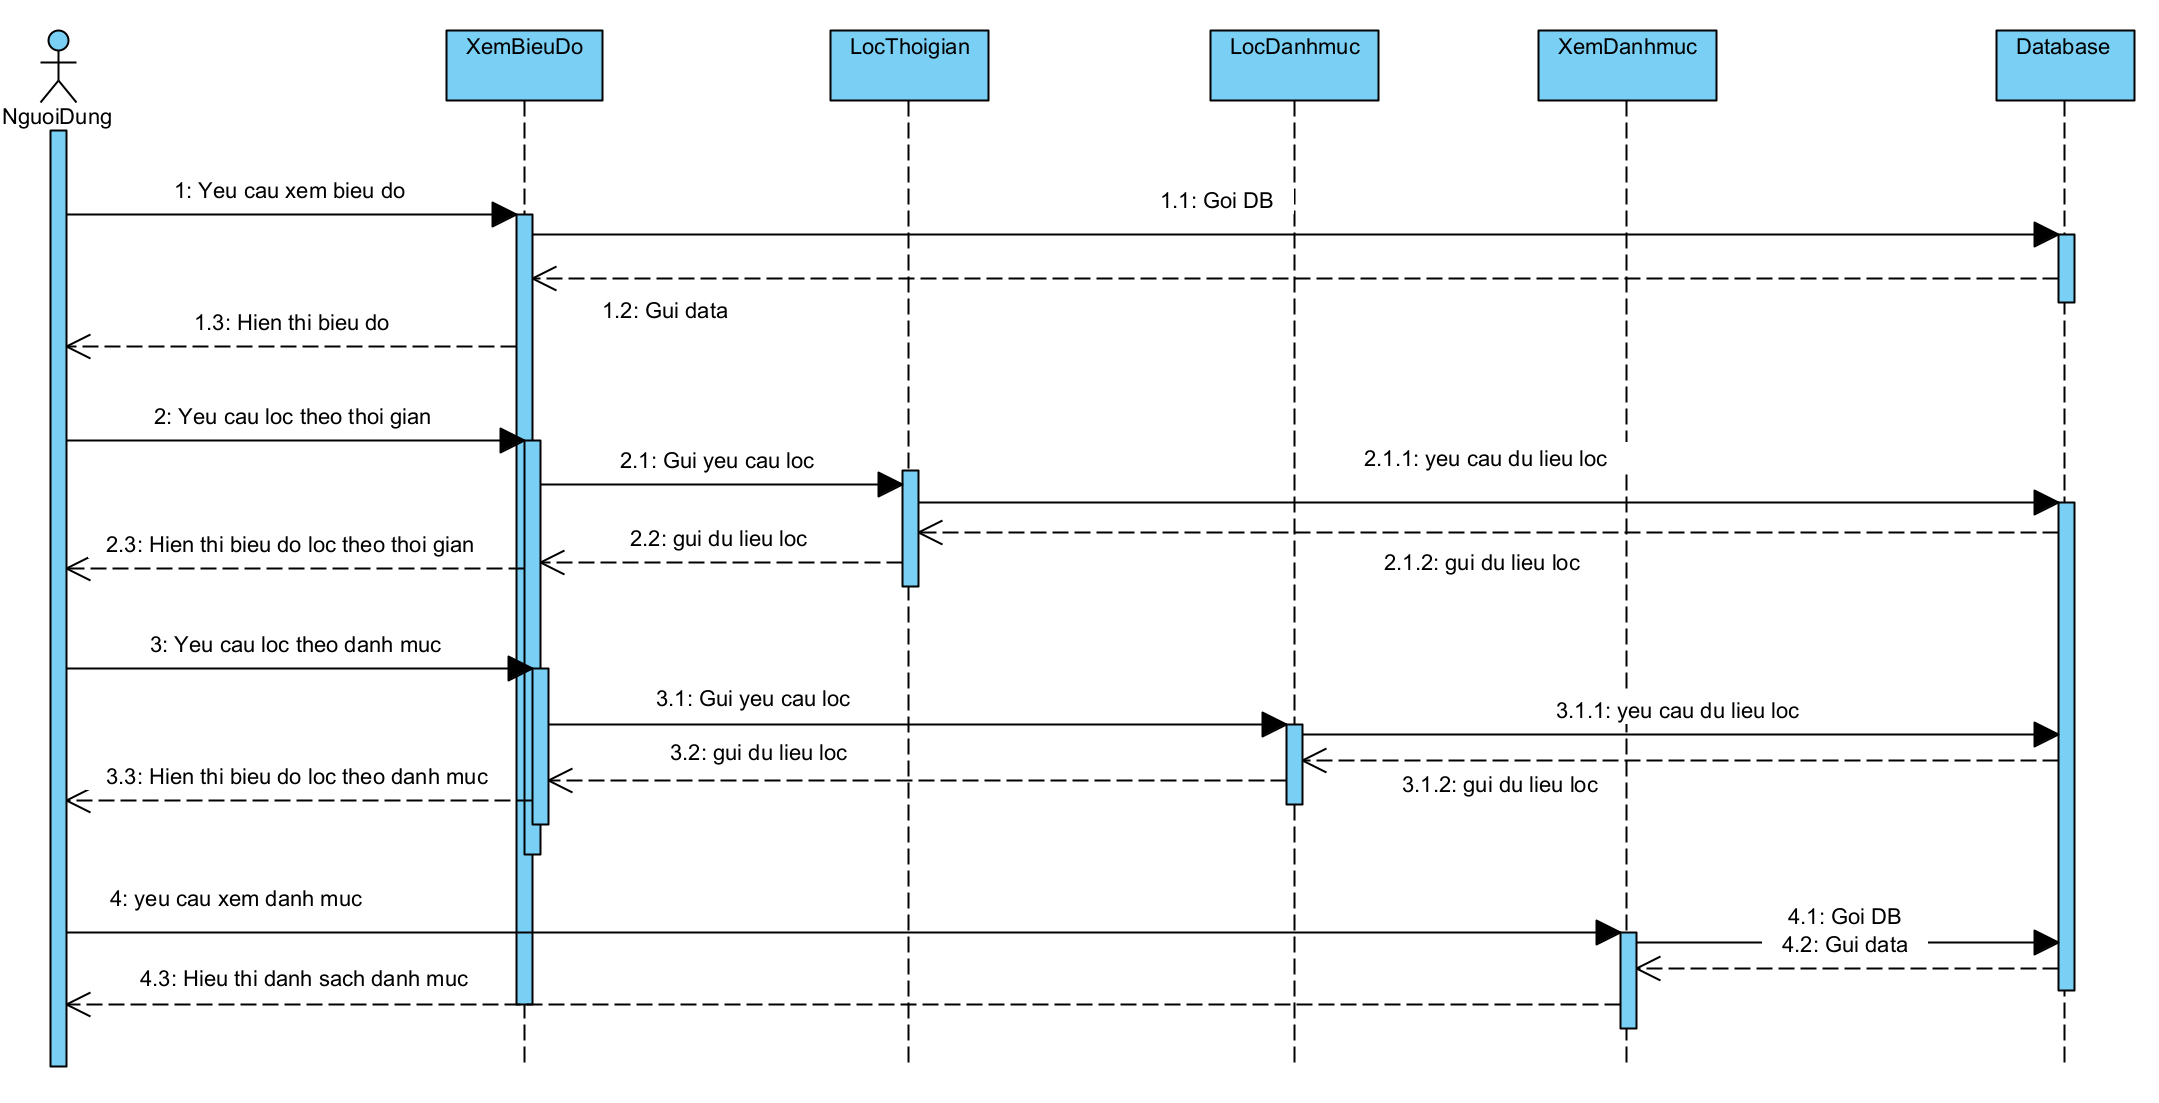 XemBieuDo
LocThoigian
LocDanhmuc
XemDanhmuc
Database
NguoiDung
1: Yeu cau xem bieu do
1.1: Goi DB
1.2: Gui data
1.3: Hien thi bieu do
2: Yeu cau loc theo thoi gian
2.1: Gui yeu cau loc
2.1.1: yeu cau du lieu loc
2.2: gui du lieu loc
2.3: Hien thi bieu do loc theo thoi gian
2.1.2: gui du lieu loc
3: Yeu cau loc theo danh muc
3.1: Gui yeu cau loc
3.1.1: yeu cau du lieu loc
3.2: gui du lieu loc
3.3: Hien thi bieu do loc theo danh muc
3.1.2: gui du lieu loc
4: yeu cau xem danh muc
4.1: Goi DB
4.2: Gui data
4.3: Hieu thi danh sach danh muc